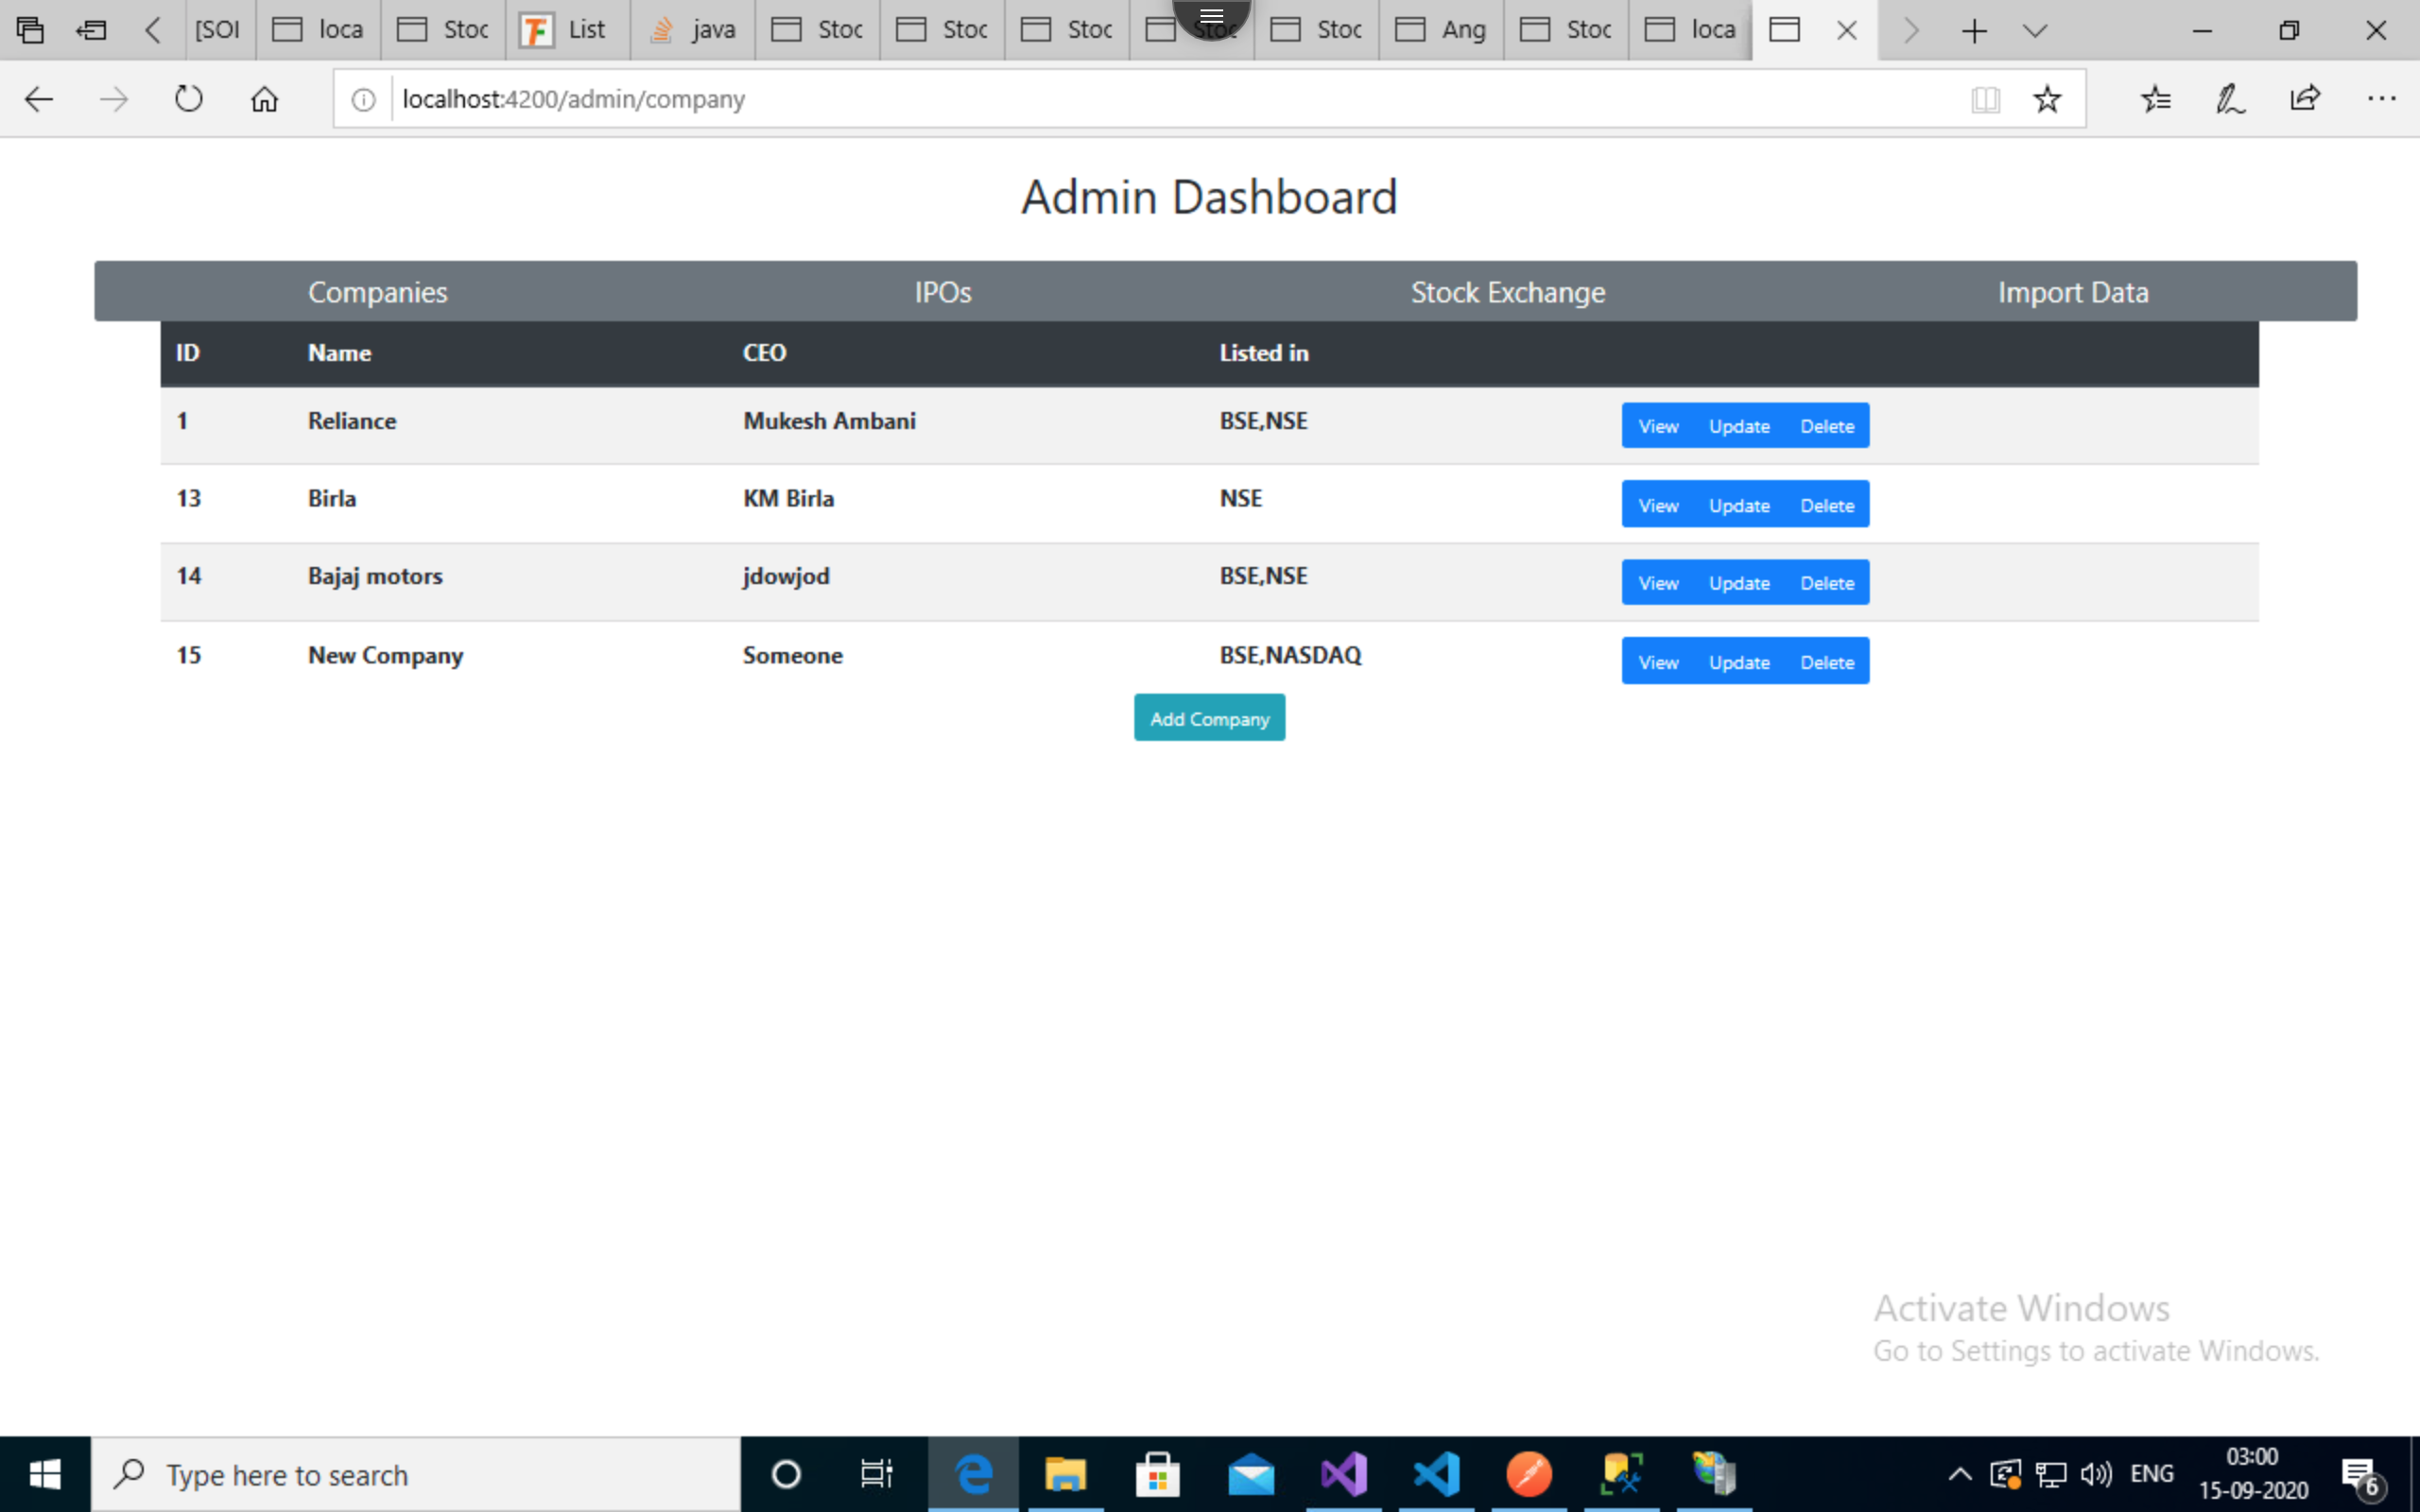 [SOI loca Stoc List java Stoc Stoc Stoc Stoc Stoc Ang Stoc loca
localhost:4200/admin/company
Admin Dashboard
Companies IPOs Stock Exchange Import Data
ID Name CEO Listed in
1 Reliance Mukesh Ambani BSE,NSE View Update Delete
13 Birla KM Birla NSE View Update Delete
14 Bajaj motors jdowjod BSE,NSE View Update Delete
15 New Company Someone BSE,NASDAQ View Update Delete
Add Company
Activate Windows
Go to Settings to activate Windows.
Type here to search
ENG
03:00
15-09-2020
6